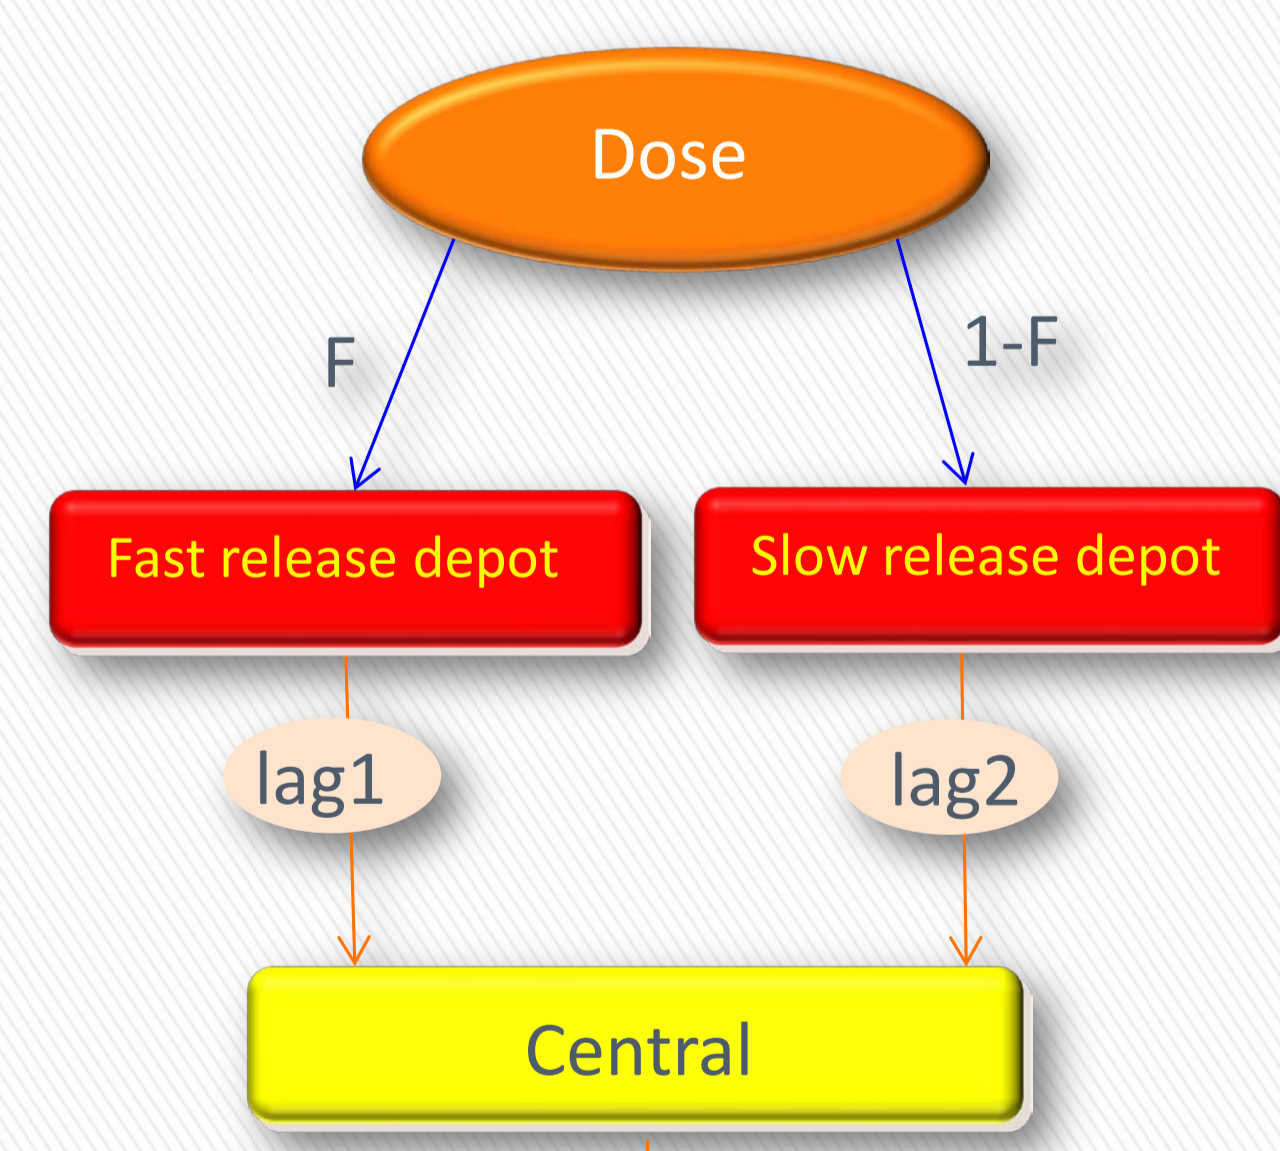 Dose
F
1-F
Fast release depot
Slow release depot
lag1
lag2
Central